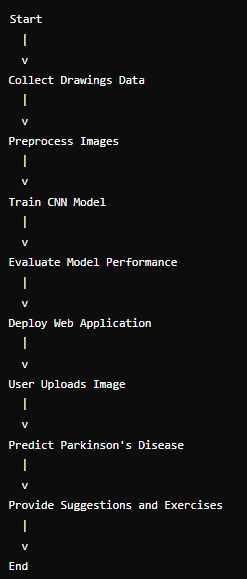 Start
|
v
Collect Drawings Data
|
v
Preprocess Images
|
v
Train CNN Model
|
v
Evaluate Model Performance
|
v
Deploy Web Application
|
v
User Uploads Image
|
v
Predict Parkinson's Disease
|
v
Provide Suggestions and Exercises
|
v
End